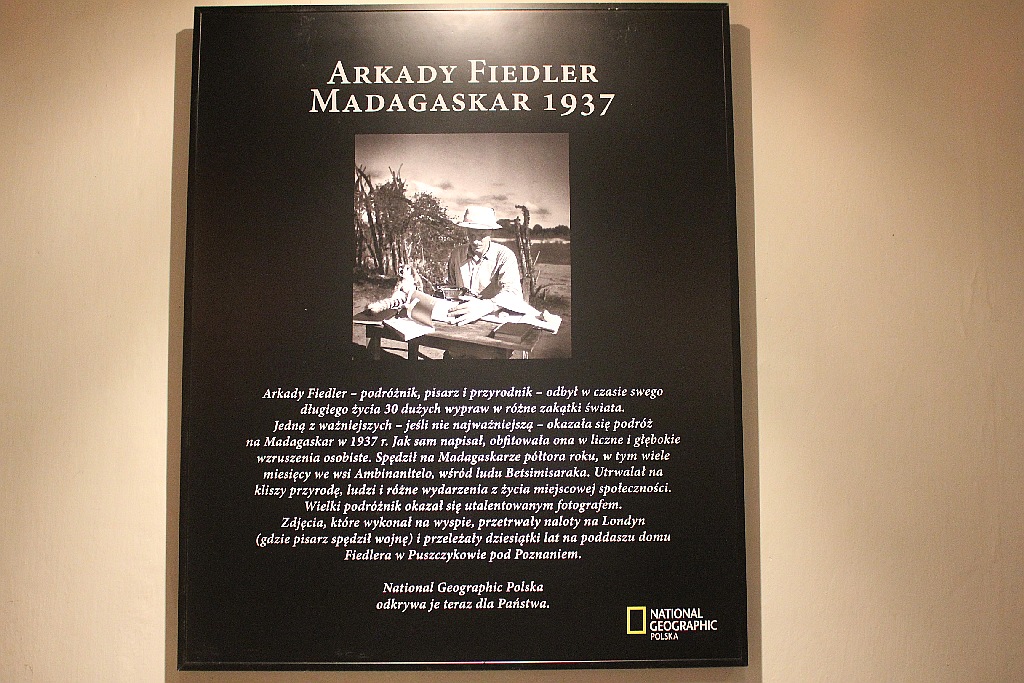 ARKADY FIEDLER
MADAGASKAR 1937
Arkady Fiedler – podróżnik, pisarz i przyrodnik – odbył w czasie swego
długiego życia 30 dużych wypraw w różne zakątki świata.
Jedną z ważniejszych – jeśli nie najważniejszą – okazała się podróż
na Madagaskar w 1937 r. Jak sam napisał, obfitowała ona w liczne i głębokie
wzruszenia osobiste. Spędził na Madagaskarze półtora roku, w tym wiele
miesięcy we wsi Ambinanitelo, wśród ludu Betsimisaraka. Utrwalał na
kliszy przyrodę, ludzi i różne wydarzenia z życia miejscowej społeczności.
Wielki podróżnik okazał się utalentowanym fotografem.
Zdjęcia, które wykonał na wyspie, przetrwały naloty na Londyn
(gdzie pisarz spędził wojnę) i przeleżały dziesiątki lat na poddaszu domu
Fiedlera w Puszczykowie pod Poznaniem.
National Geographic Polska
odkrywa je teraz dla Państwa.
NATIONAL
GEOGRAPHIC
POLSKA